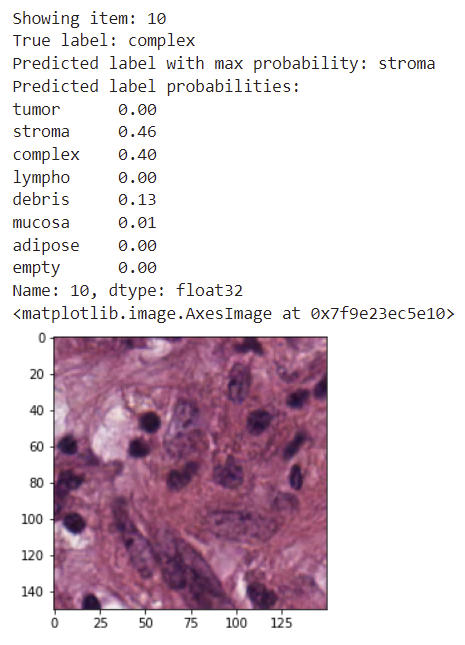 Showing item: 10
True label: complex
Predicted label with max probability: stroma
Predicted label probabilities:
tumor 0.00
stroma 0.46
complex 0.40
lympho 0.00
debris 0.13
mucosa 0.01
adipose 0.00
empty 0.00
Name: 10, dtype: float32
<matplotlib.image.AxesImage at 0x7f9e23ec5e10>
0
20
40
60
80
100
120
140
0 25 50 75 100 125